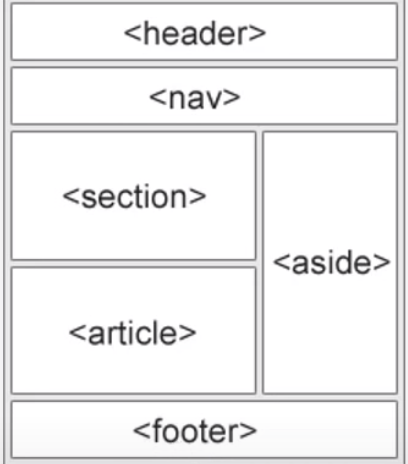 <header>
<nav>
<section>
<aside>
<article>
<footer>